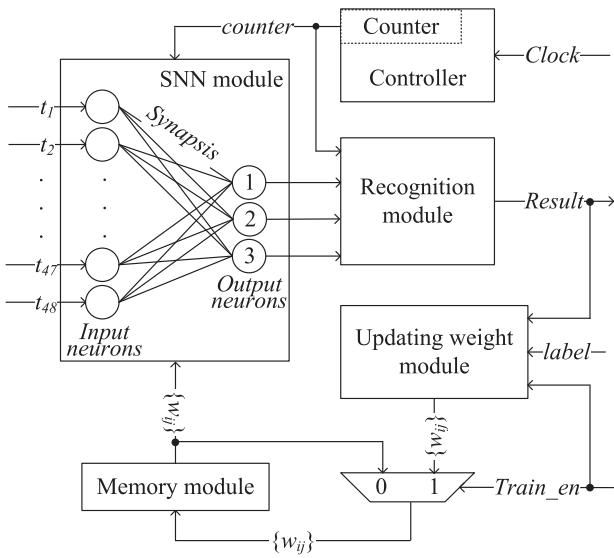 counter
Counter
Controller
Clock
SNN module
t1
t2
Synapsis
1
2
3
Recognition
module
Result
t47
t48
Output
neurons
Input
neurons
Updating weight
module
label
{wij}
{wij}
Memory module
0 1
Train_en
{wij}